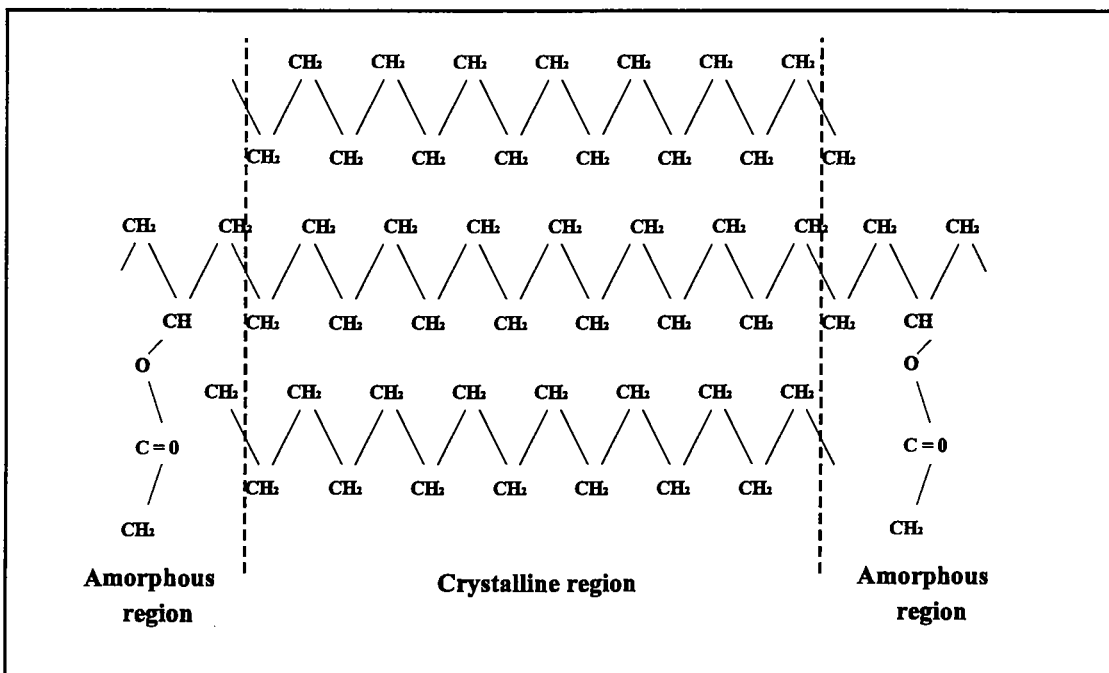 CH₂ CH₂ CH₂ CH₂ CH₂ CH₂ CH₂
CH₂ CH₂ CH₂ CH₂ CH₂ CH₂ CH₂ CH₂
CH₂ CH₂ CH₂ CH₂ CH₂ CH₂ CH₂ CH₂ CH₂ CH₂ CH₂
CH CH₂ CH₂ CH₂ CH₂ CH₂ CH₂ CH₂ CH₂ CH
O O
CH₂ CH₂ CH₂ CH₂ CH₂ CH₂ CH₂ CH₂
C = 0 C = 0
CH₂ CH₂ CH₂ CH₂ CH₂ CH₂ CH₂
CH₂ CH₂
Amorphous
region
Crystalline region
Amorphous
region